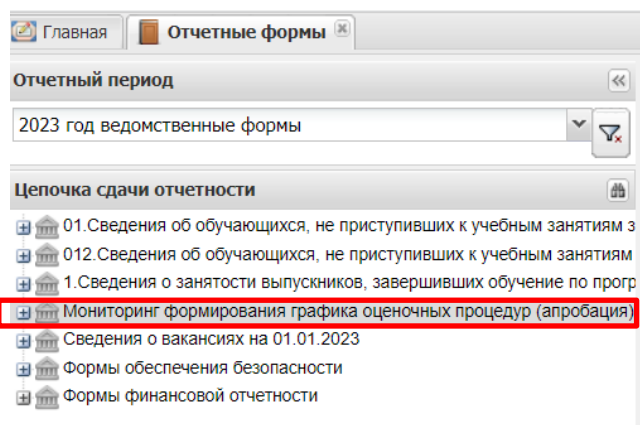 Главная
Отчетные формы
Отчетный период
2023 год ведомственные формы
Цепочка сдачи отчетности
01.Сведения об обучающихся, не приступивших к учебным занятиям з
012.Сведения об обучающихся, не приступивших к учебным занятиям
1.Сведения о занятости выпускников, завершивших обучение по прогр
Мониторинг формирования графика оценочных процедур (апробация)
Сведения о вакансиях на 01.01.2023
Формы обеспечения безопасности
Формы финансовой отчетности